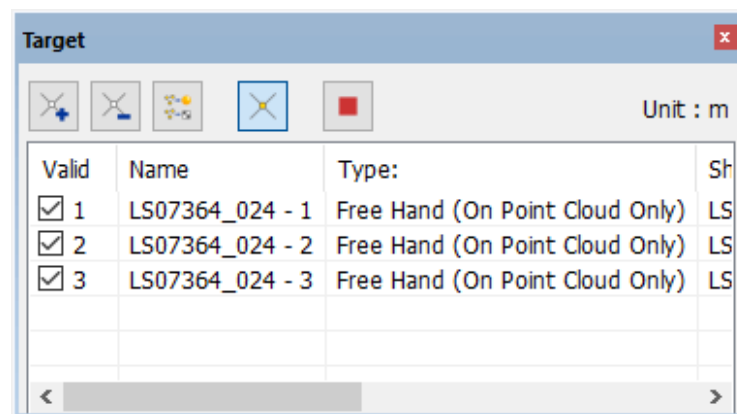 Target
Unit : m
Valid Name Type: Sh
1 LS07364_024 - 1 Free Hand (On Point Cloud Only) LS
2 LS07364_024 - 2 Free Hand (On Point Cloud Only) LS
3 LS07364_024 - 3 Free Hand (On Point Cloud Only) LS